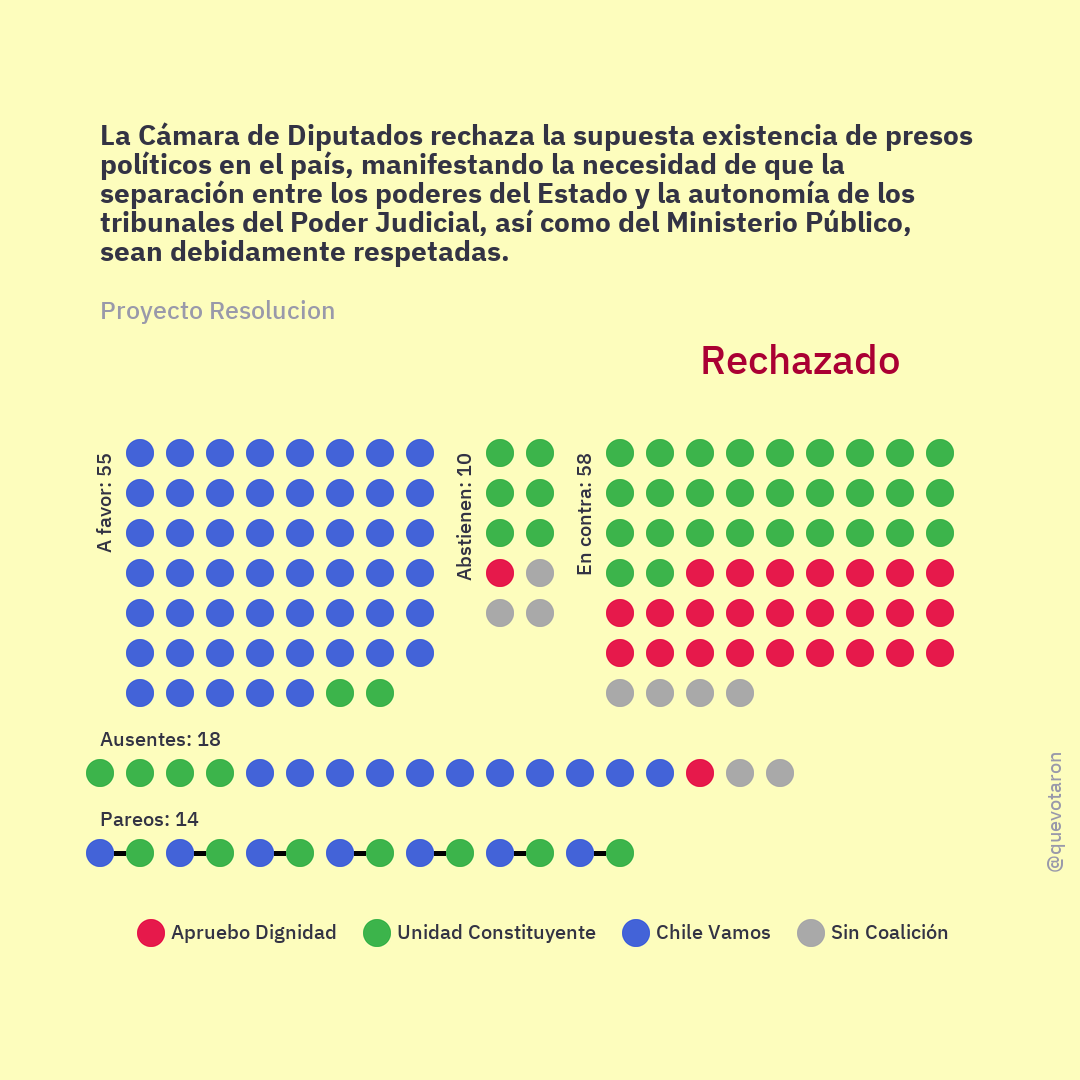 La Cámara de Diputados rechaza la supuesta existencia de presos
políticos en el país, manifestando la necesidad de que la
separación entre los poderes del Estado y la autonomía de los
tribunales del Poder Judicial, así como del Ministerio Público,
sean debidamente respetadas.
Proyecto Resolucion
Rechazado
A favor: 55
Abstienen: 10
En contra: 58
Ausentes: 18
Pareos: 14
@quevotaron
Apruebo Dignidad
Unidad Constituyente
Chile Vamos
Sin Coalición